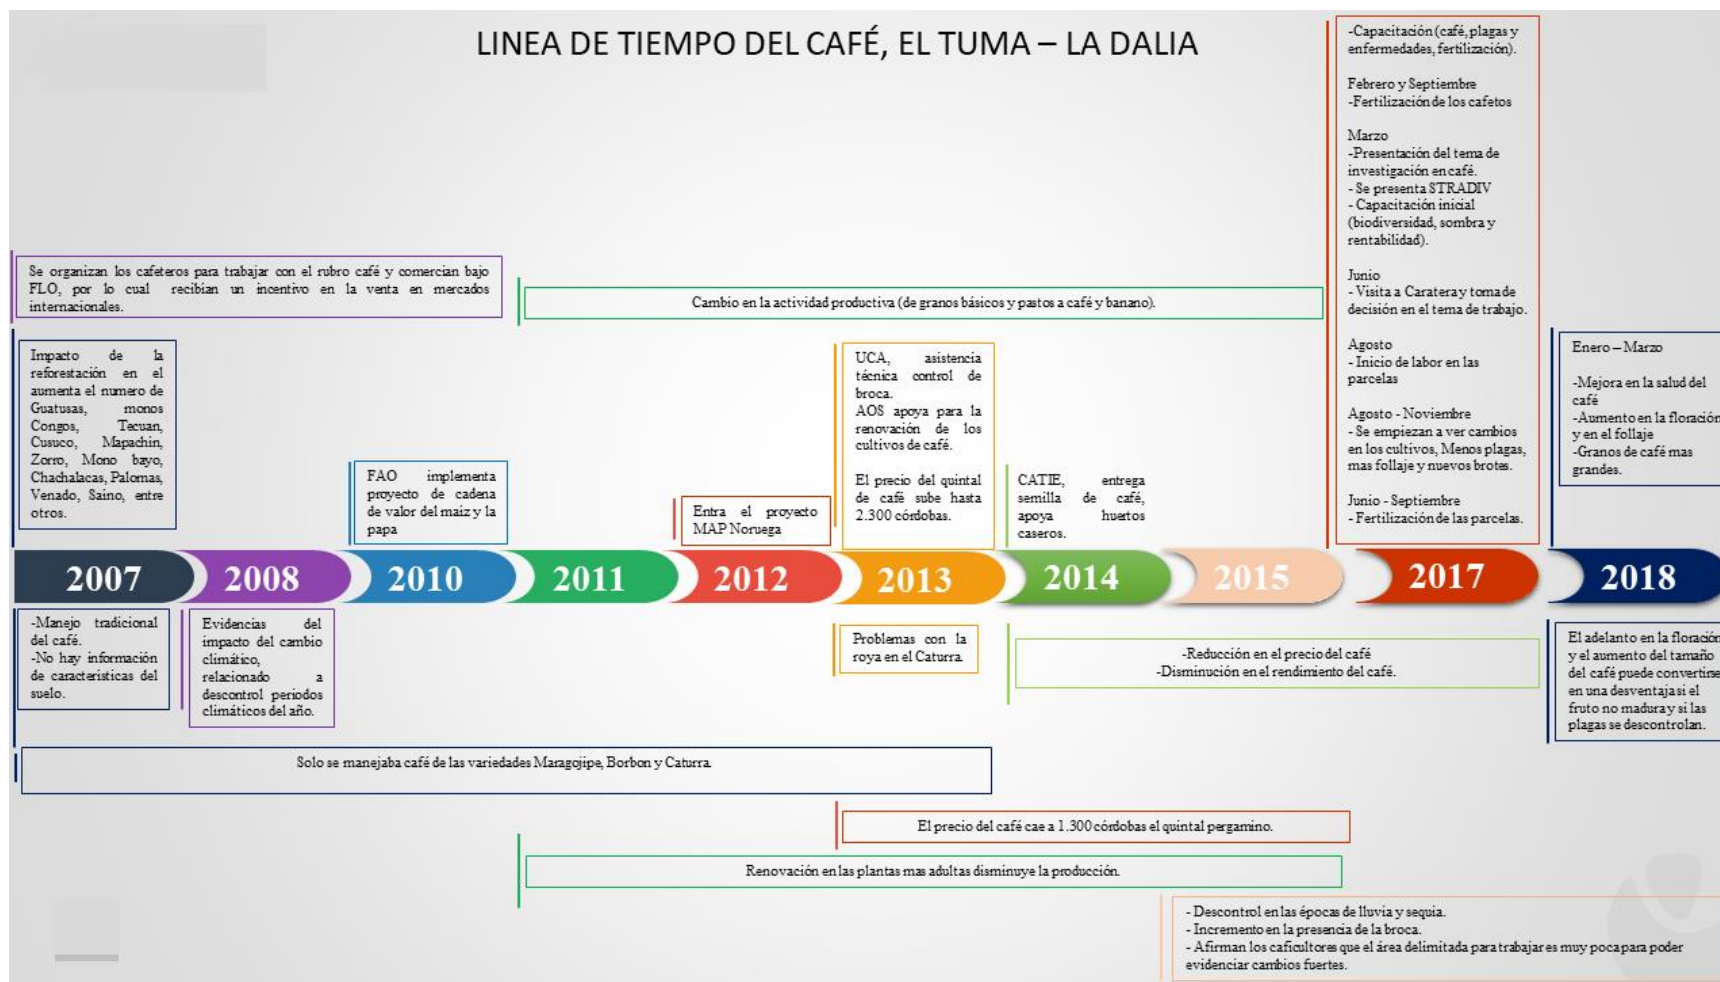 LINEA DE TIEMPO DEL CAFÉ, EL TUMA – LA DALIA
Se organizan los cafeteros para trabajar con el rubro café y comercian bajo
FLO, por lo cual recibian un incentivo en la venta en mercados
internacionales.
Cambio en la actividad productiva (de granos básicos y pastos a café y banano).
Impacto de la
reforestación en el
aumenta el numero de
Guatusas, monos
Congos, Tecuan,
Cusuco, Mapachin,
Zorro, Mono bayo,
Chachalacas, Palomas,
Venado, Saino, entre
otros.
FAO implementa
proyecto de cadena
de valor del maiz y la
papa
Entra el proyecto
MAP Noruega
UCA, asistencia
técnica control de
broca.
AOS apoya para la
renovación de los
cultivos de café.
El precio del quintal
de café sube hasta
2.300 córdobas.
CATIE, entrega
semilla de café,
apoya huertos
caseros.
-Capacitación (café, plagas y
enfermedades, fertilización).
Febrero y Septiembre
-Fertilización de los cafetos
Marzo
-Presentación del tema de
investigación en café.
- Se presenta STRADIV
- Capacitación inicial
(biodiversidad, sombra y
rentabilidad).
Junio
- Visita a Caratera y toma de
decisión en el tema de trabajo.
Agosto
- Inicio de labor en las
parcelas
Agosto - Noviembre
- Se empiezan a ver cambios
en los cultivos, Menos plagas,
mas follaje y nuevos brotes.
Junio - Septiembre
- Fertilización de las parcelas.
Enero – Marzo
-Mejora en la salud del
café
-Aumento en la floración
y en el follaje
-Granos de café mas
grandes.
2007 2008 2010 2011 2012 2013 2014 2015 2017 2018
-Manejo tradicional
del café.
-No hay información
de caracteristicas del
suelo.
Evidencias del
impacto del cambio
climático,
relacionado a
descontrol periodos
climáticos del año.
Problemas con la
roya en el Caturra.
-Reducción en el precio del café
-Disminución en el rendimiento del café.
El adelanto en la floración
y el aumento del tamaño
del café puede convertirse
en una desventaja si el
fruto no madura y si las
plagas se descontrolan.
Solo se manejaba café de las variedades Maragojipe, Borbon y Caturra.
El precio del café cae a 1.300 córdobas el quintal pergamino.
Renovación en las plantas mas adultas disminuye la producción.
- Descontrol en las épocas de lluvia y sequia.
- Incremento en la presencia de la broca.
- Afirman los caficultores que el área delimitada para trabajar es muy poca para poder
evidenciar cambios fuertes.